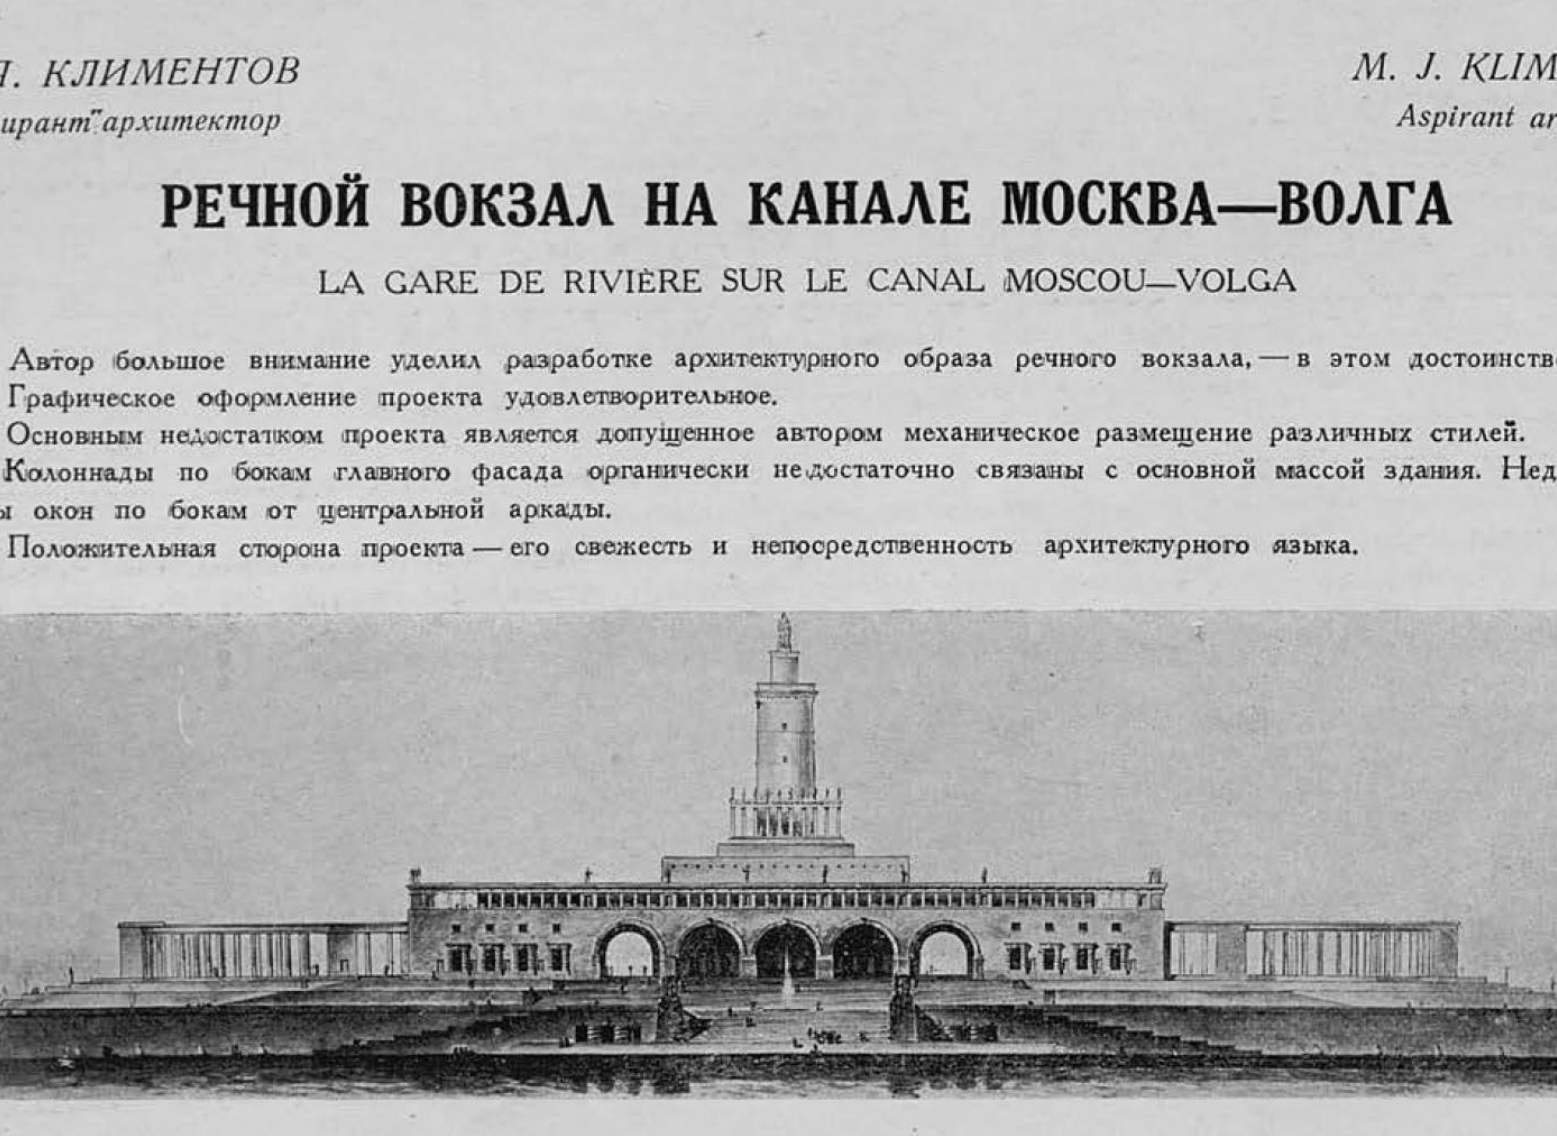 Я. КЛИМЕНТОВ
M. J. KLIM
ирант архитектор
Aspirant ar
РЕЧНОЙ ВОКЗАЛ НА КАНАЛЕ МОСКВА—ВОЛГА
LA GARE DE RIVIÈRE SUR LE CANAL MOSCOU—VOLGA
Автор большое внимание уделил разработке архитектурного образа речного вокзала, — в этом достоинств
Графическое оформление проекта удовлетворительное.
Основным недостатком проекта является допущенное автором механическое размещение различных стилей.
Колоннады по бокам главного фасада органически недостаточно связаны с основной массой здания. Нед
ы окон по бокам от центральной аркады.
Положительная сторона проекта — его свежесть и непосредственность архитектурного языка.